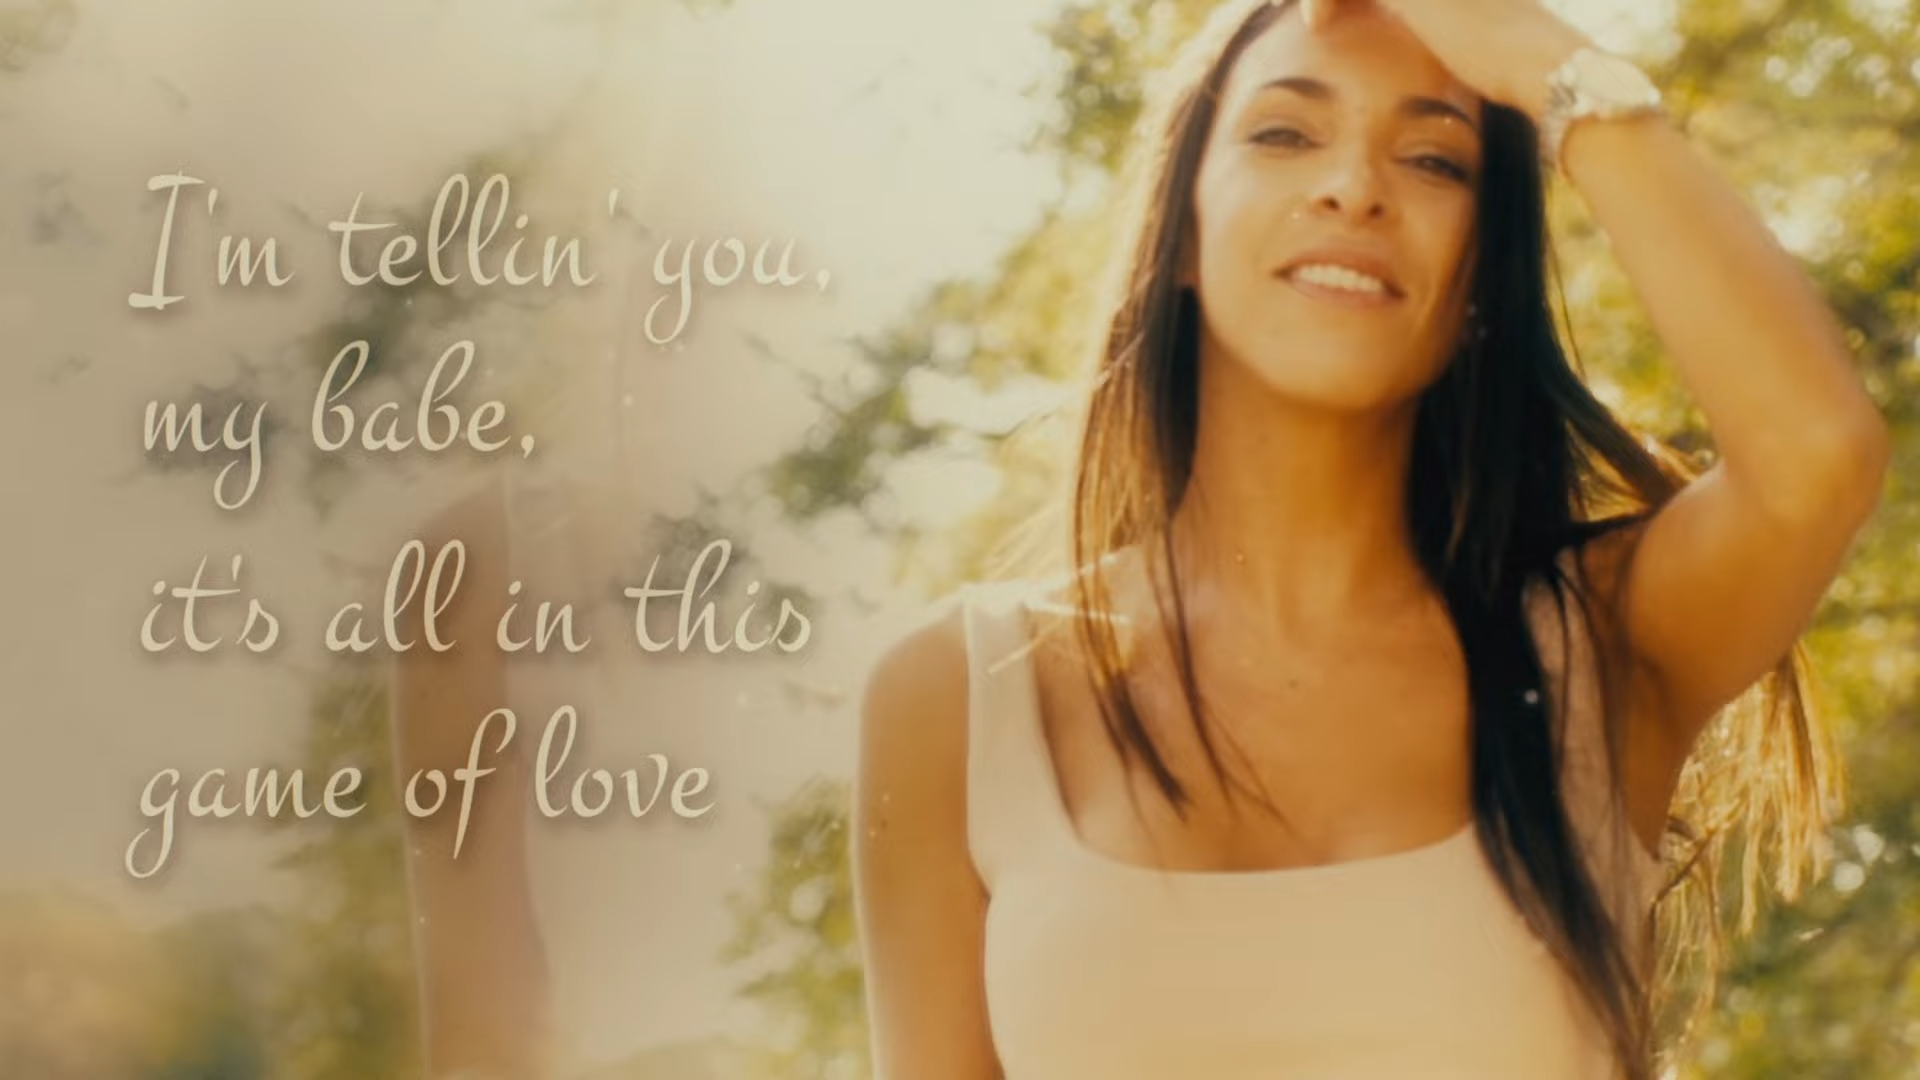 I'm tellin' you,
my babe,
it's all in this
game of love